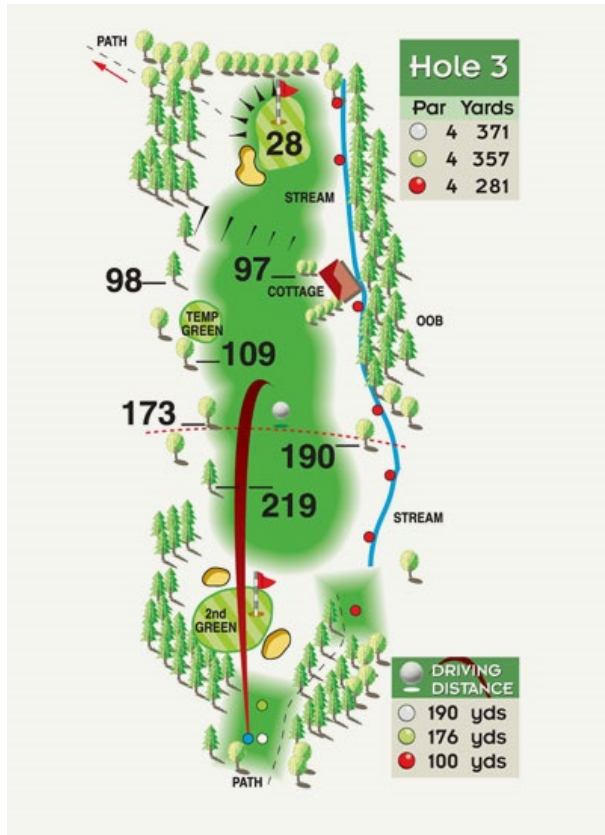 PATH
Hole 3
Par Yards
4 371
4 357
4 281
28
STREAM
98
97
COTTAGE
TEMP
GREEN
OOB
109
173
190
219
STREAM
2nd
GREEN
DRIVING
DISTANCE
190 yds
176 yds
100 yds
PATH